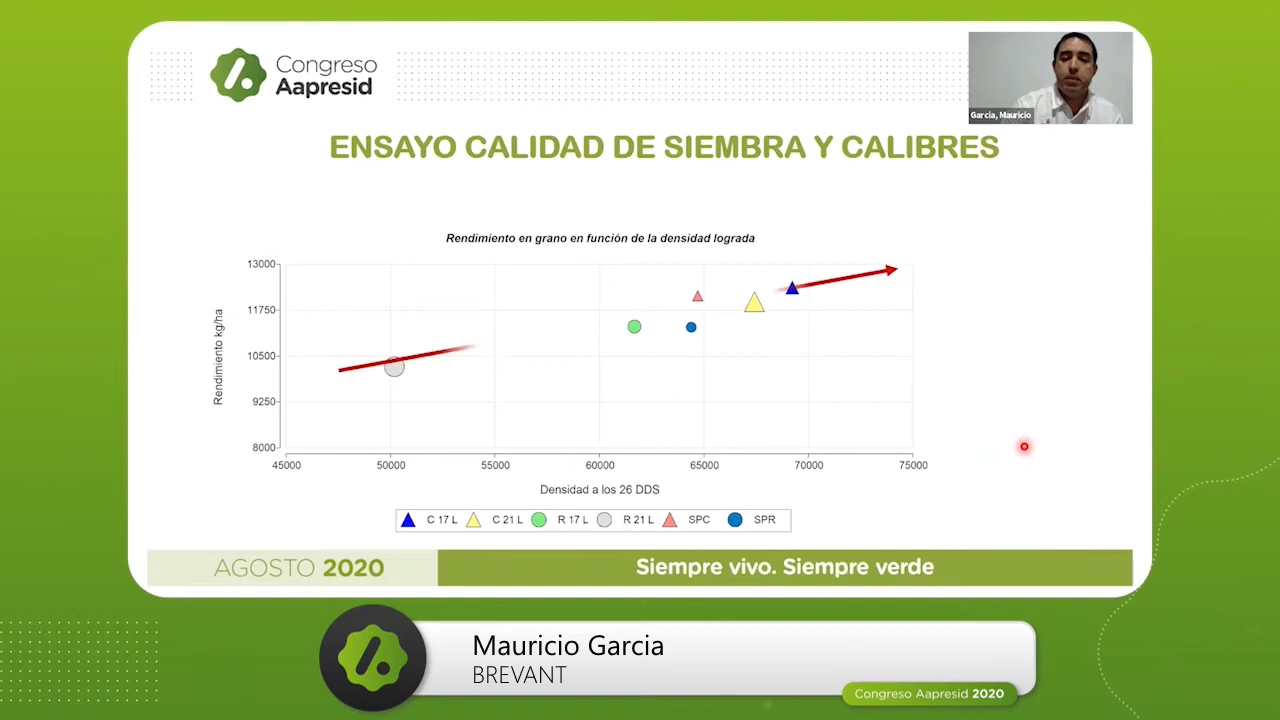 Congreso
Aapresid
Garcia, Mauricio
ENSAYO CALIDAD DE SIEMBRA Y CALIBRES
Rendimiento en grano en función de la densidad lograda
Rendimiento kg/ha
13000
11750
10500
9250
8000
45000 50000 55000 60000 65000 70000 75000
Densidad a los 26 DDS
C 17 L C 21 L R 17 L R 21 L SPC SPR
AGOSTO 2020
Siempre vivo. Siempre verde
Mauricio Garcia
BREVANT
Congreso Aapresid 2020